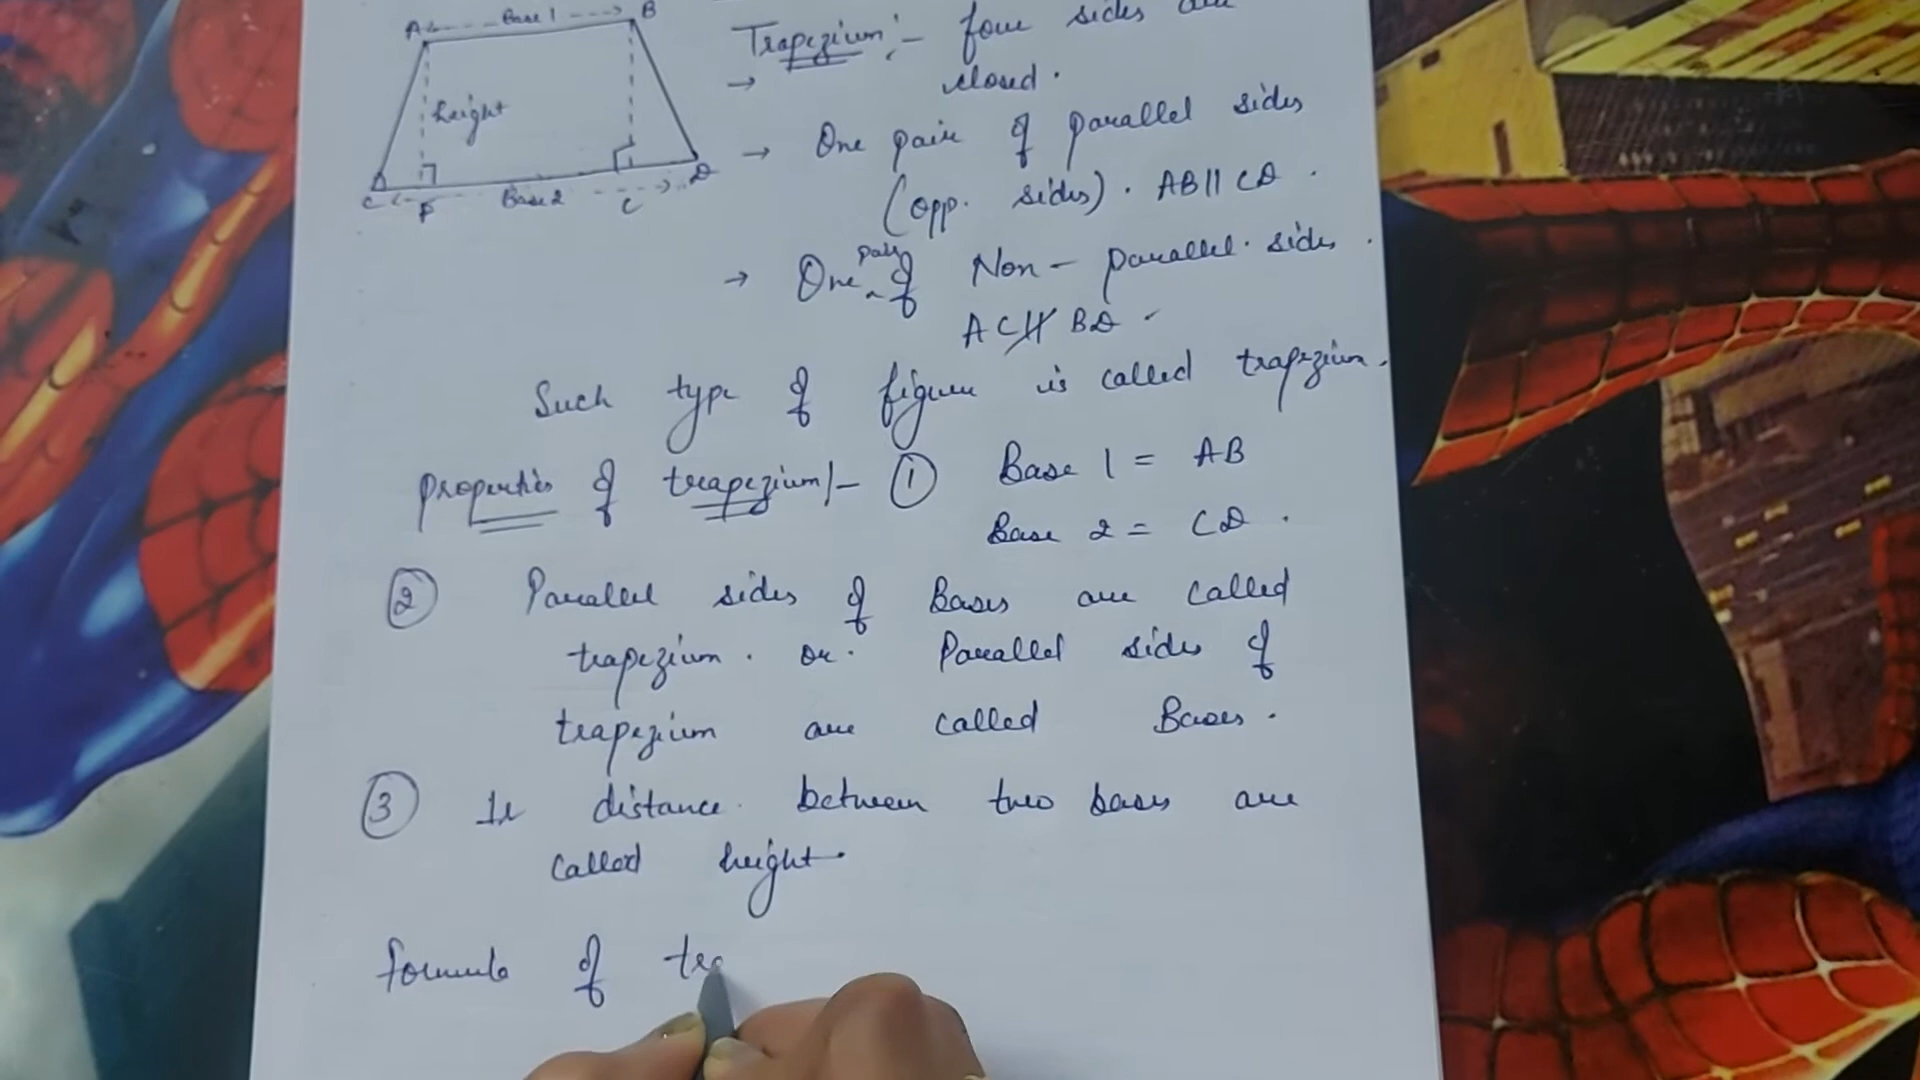 A Base 1 B
height
C F Base 2 C D
Trapezium :- four sides are
→ closed.
→ One pair of parallel sides
(opp. sides). AB || CD.
→ One pair of Non-parallel sides.
AC ∦ BD.
Such type of figure is called trapezium.
Properties of trapezium :- ① Base 1 = AB
Base 2 = CD.
② Parallel sides of Bases are called
trapezium. or. Parallel sides of
trapezium are called Bases.
③ distance between two bases are
called height.
formula of tra